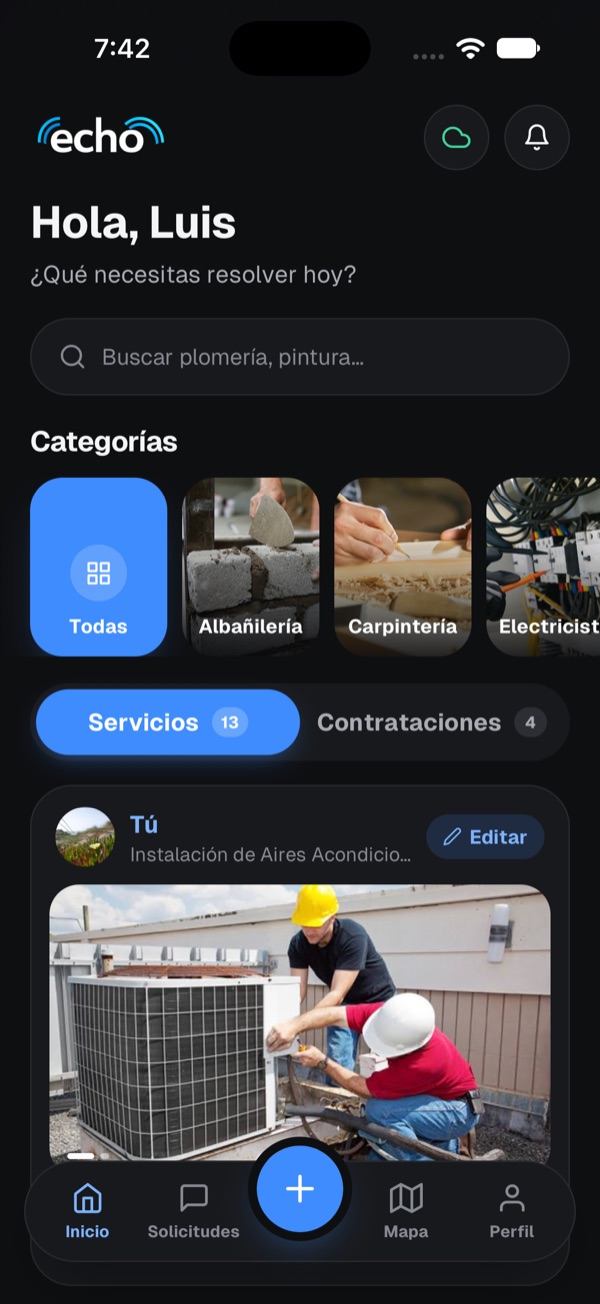 7:42
echo
Hola, Luis
¿Qué necesitas resolver hoy?
Buscar plomería, pintura...
Categorías
Todas
Albañilería
Carpintería
Electricist
Servicios 13
Contrataciones 4
Tú
Instalación de Aires Acondicio...
Editar
Inicio
Solicitudes
Mapa
Perfil